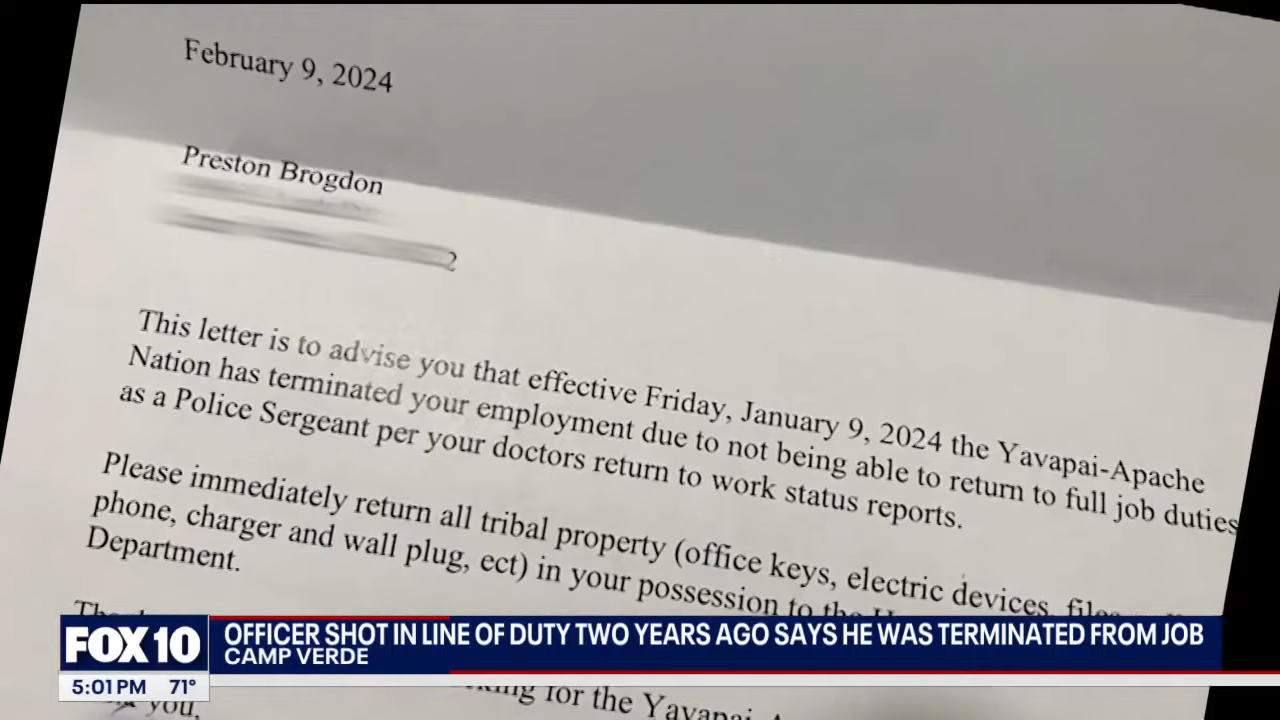 February 9, 2024
Preston Brogdon
2
This letter is to advise you that effective Friday, January 9, 2024 the Yavapai-Apache
Nation has terminated your employment due to not being able to return to full job duties
as a Police Sergeant per your doctors return to work status reports.
Please immediately return all tribal property (office keys, electric devices, files
phone, charger and wall plug, ect) in your possession to the
Department.
FOX 10
OFFICER SHOT IN LINE OF DUTY TWO YEARS AGO SAYS HE WAS TERMINATED FROM JOB
CAMP VERDE
5:01 PM 71°
for the
you,